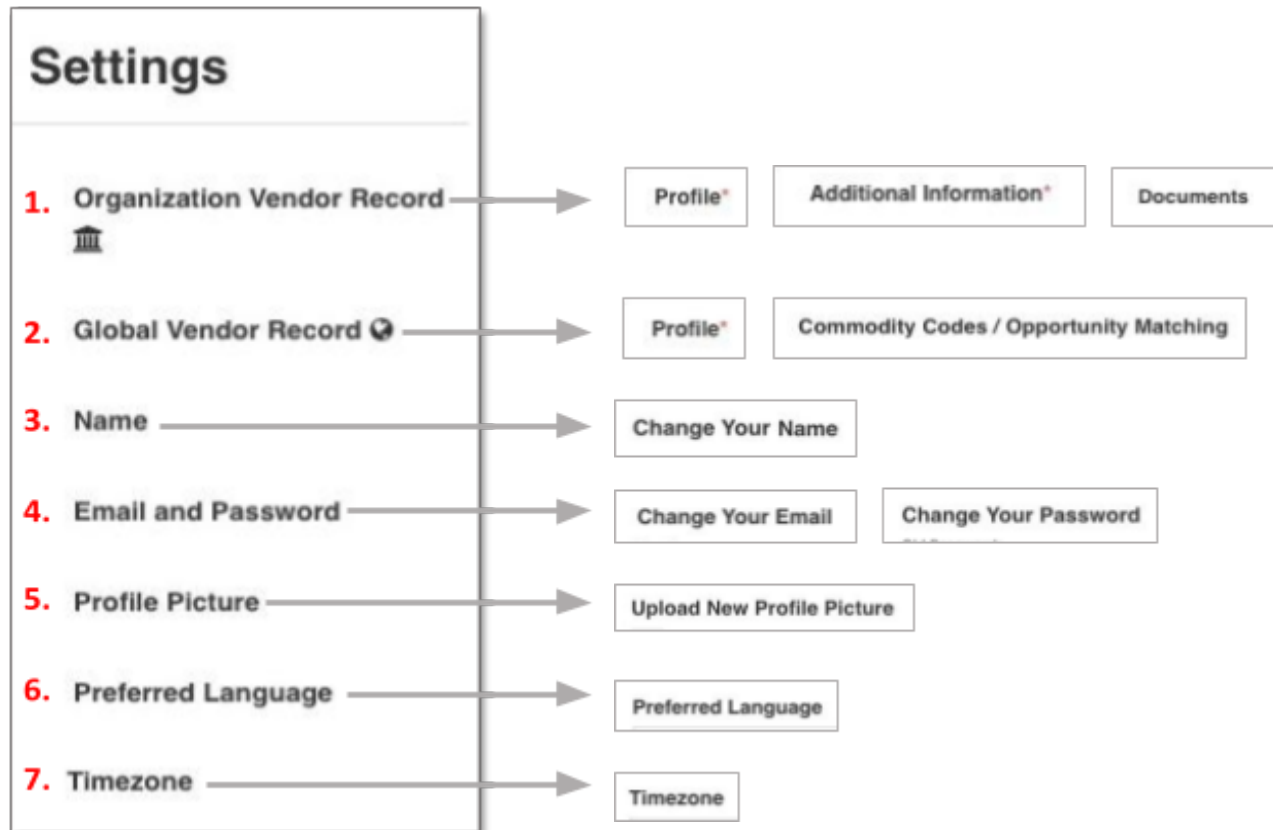 Settings
1. Organization Vendor Record
Profile* Additional Information* Documents
2. Global Vendor Record
Profile* Commodity Codes / Opportunity Matching
3. Name
Change Your Name
4. Email and Password
Change Your Email Change Your Password
5. Profile Picture
Upload New Profile Picture
6. Preferred Language
Preferred Language
7. Timezone
Timezone